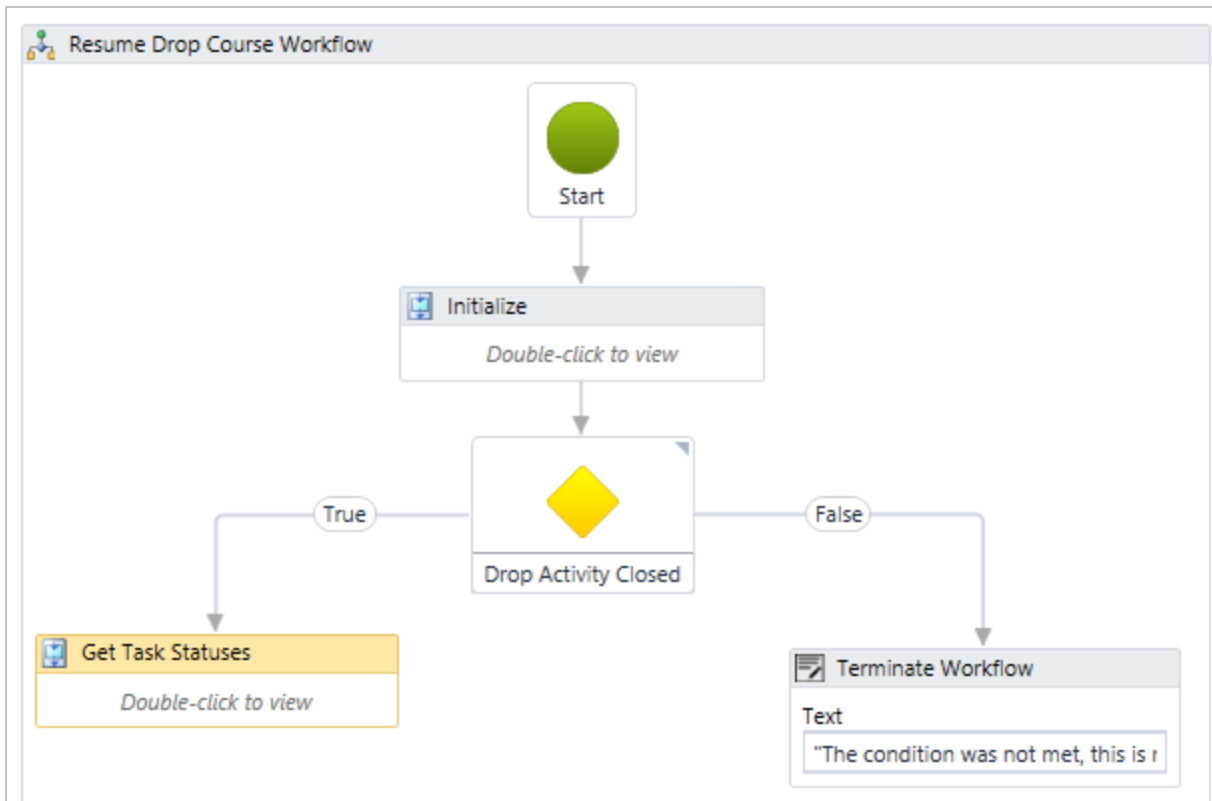 Resume Drop Course Workflow
Start
Initialize
Double-click to view
True
False
Drop Activity Closed
Get Task Statuses
Double-click to view
Terminate Workflow
Text
"The condition was not met, this is